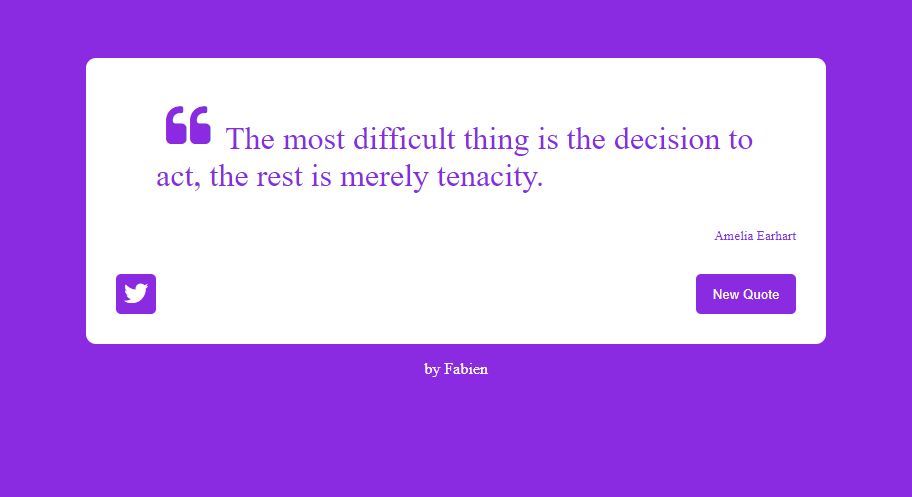 The most difficult thing is the decision to
act, the rest is merely tenacity.
Amelia Earhart
New Quote
by Fabien